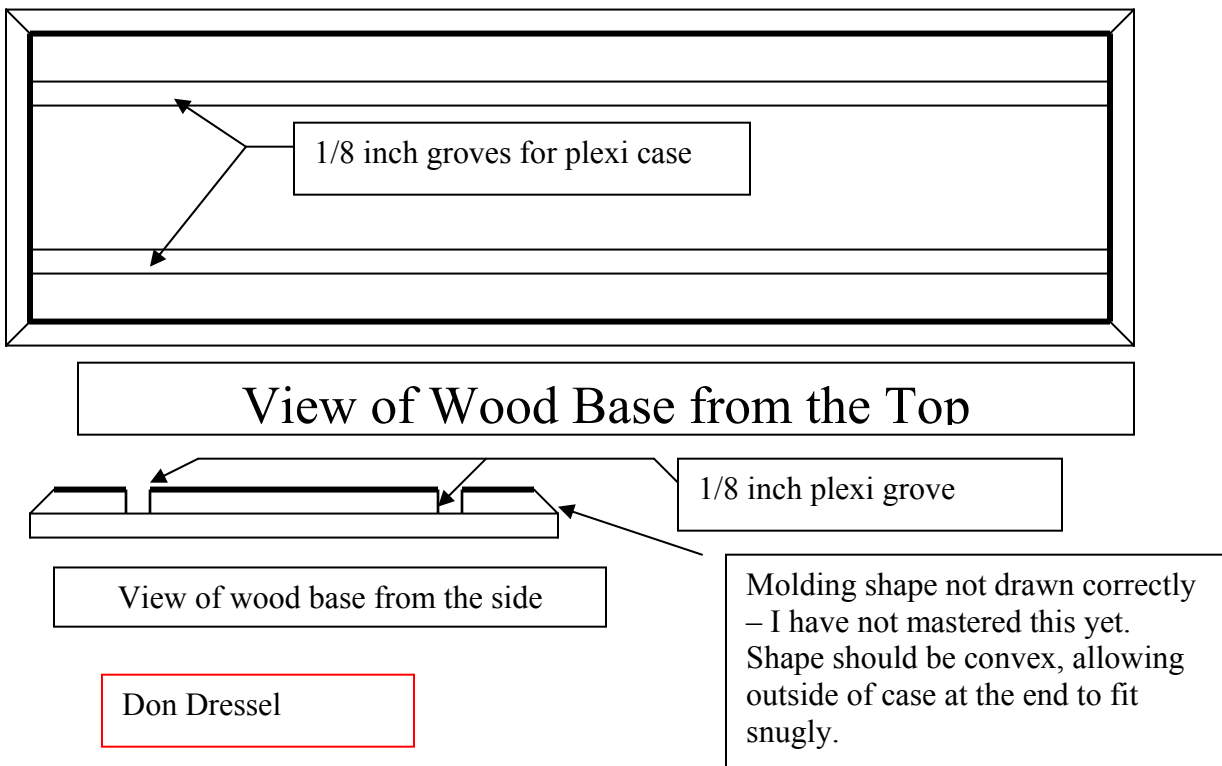 1/8 inch groves for plexi case
View of Wood Base from the Top
1/8 inch plexi grove
View of wood base from the side
Molding shape not drawn correctly
– I have not mastered this yet.
Shape should be convex, allowing
outside of case at the end to fit
snugly.
Don Dressel